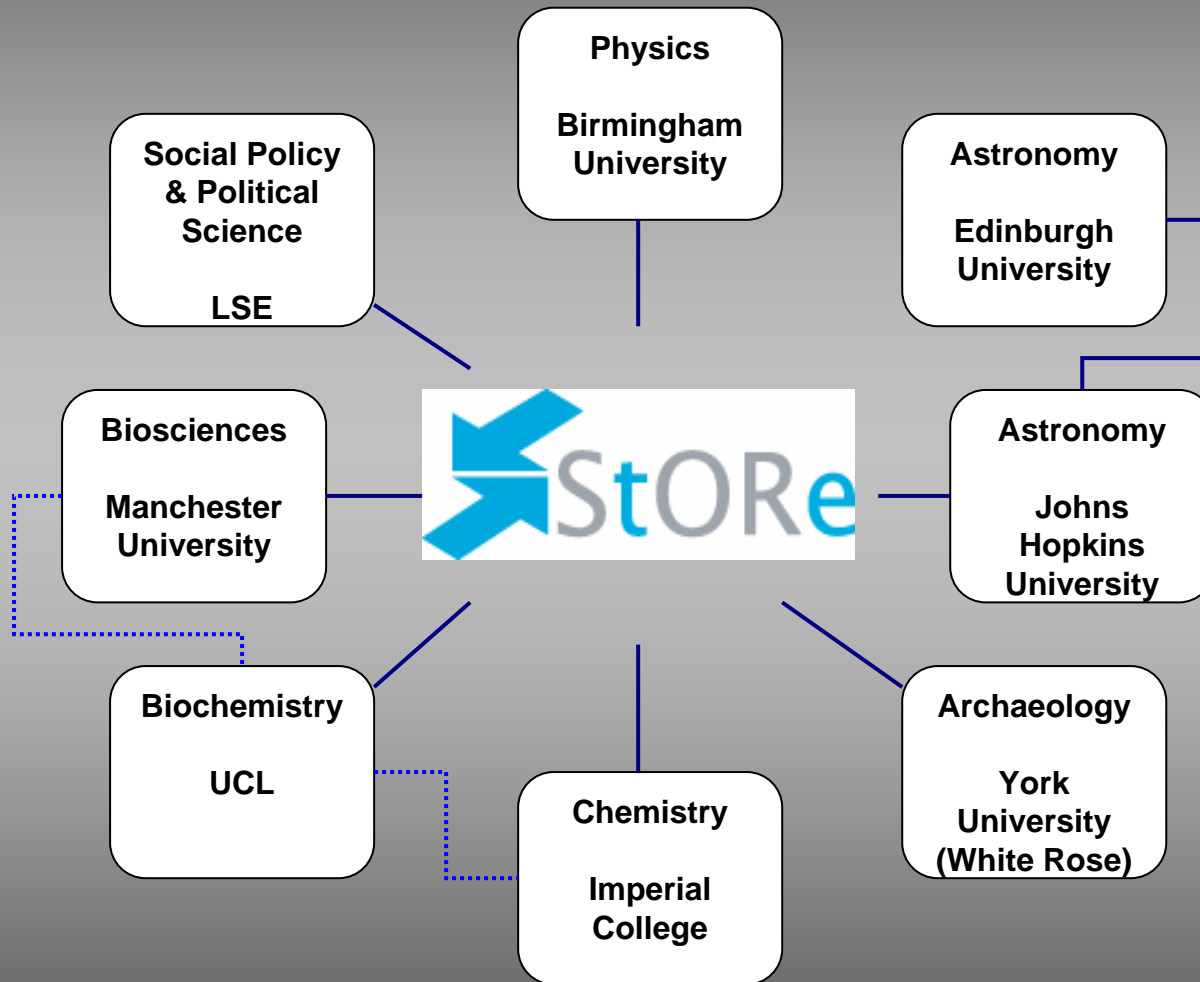 Physics
Birmingham
University
Social Policy
& Political
Science
LSE
Astronomy
Edinburgh
University
Biosciences
Manchester
University
StORe
Astronomy
Johns
Hopkins
University
Biochemistry
UCL
Chemistry
Imperial
College
Archaeology
York
University
(White Rose)